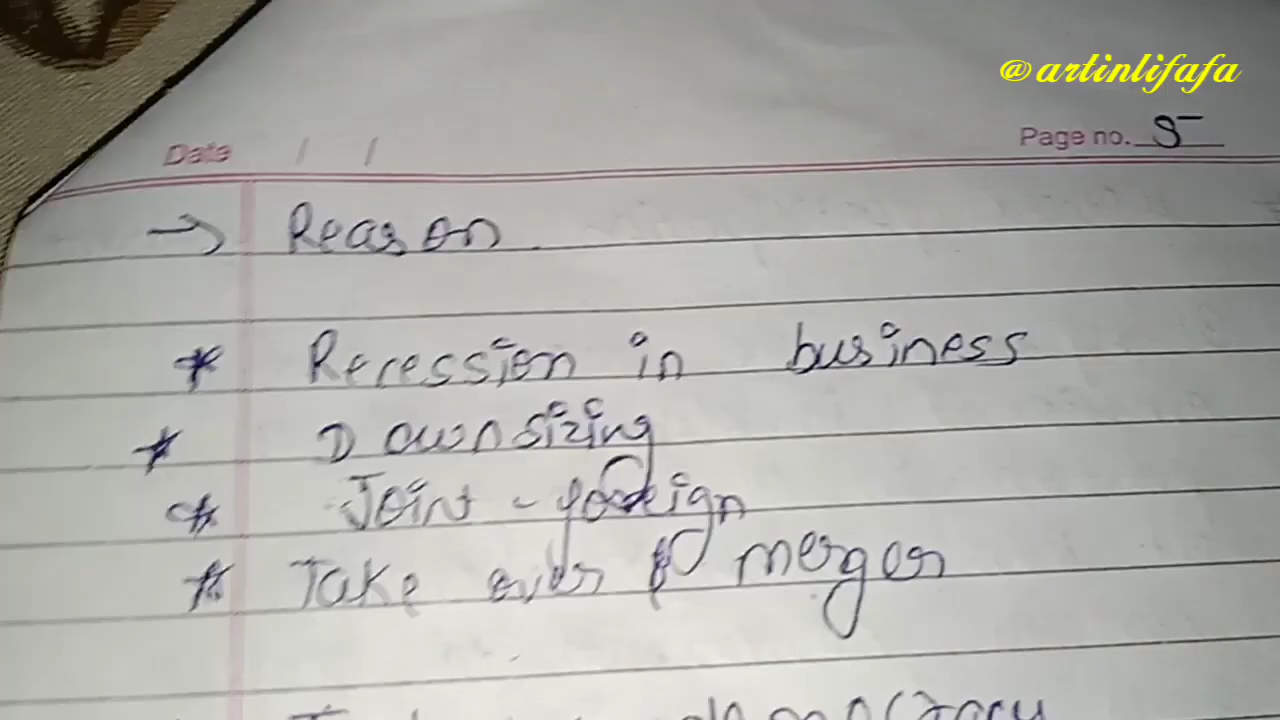 @artinlifafa
Date / /
Page no. 5
→ Reason
* Recession in business
* Downsizing
* Joint - foreign
* Take over & merger